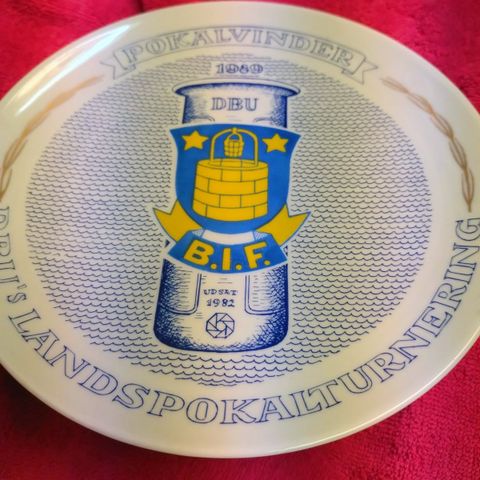 POKALVINDER
1989
DBU
B.I.F.
UDSAT
1982
DBU's LANDSPOKALTURNERING